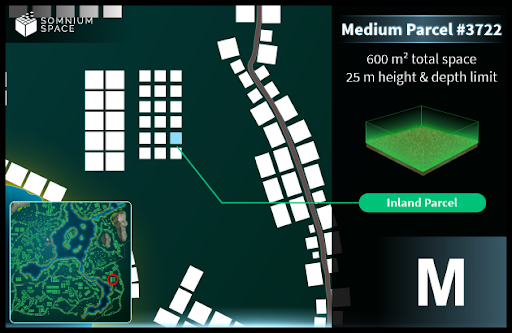 SOMNIUM
SPACE
Medium Parcel #3722
600 m² total space
25 m height & depth limit
Inland Parcel
M